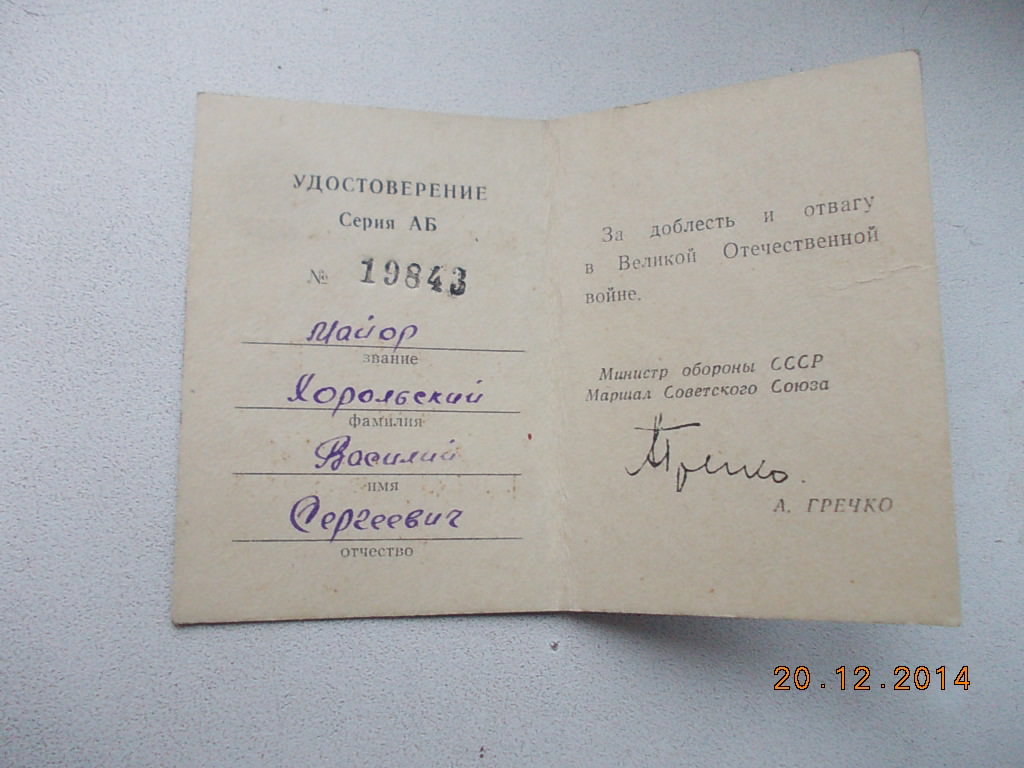 УДОСТОВЕРЕНИЕ
Серия АБ
№ 19843
Майор
звание
Хорольский
фамилия
Василий
имя
Сергеевич
отчество
За доблесть и отвагу
в Великой Отечественной
войне.
Министр обороны СССР
Маршал Советского Союза
АГречко.
А. ГРЕЧКО
20.12.2014